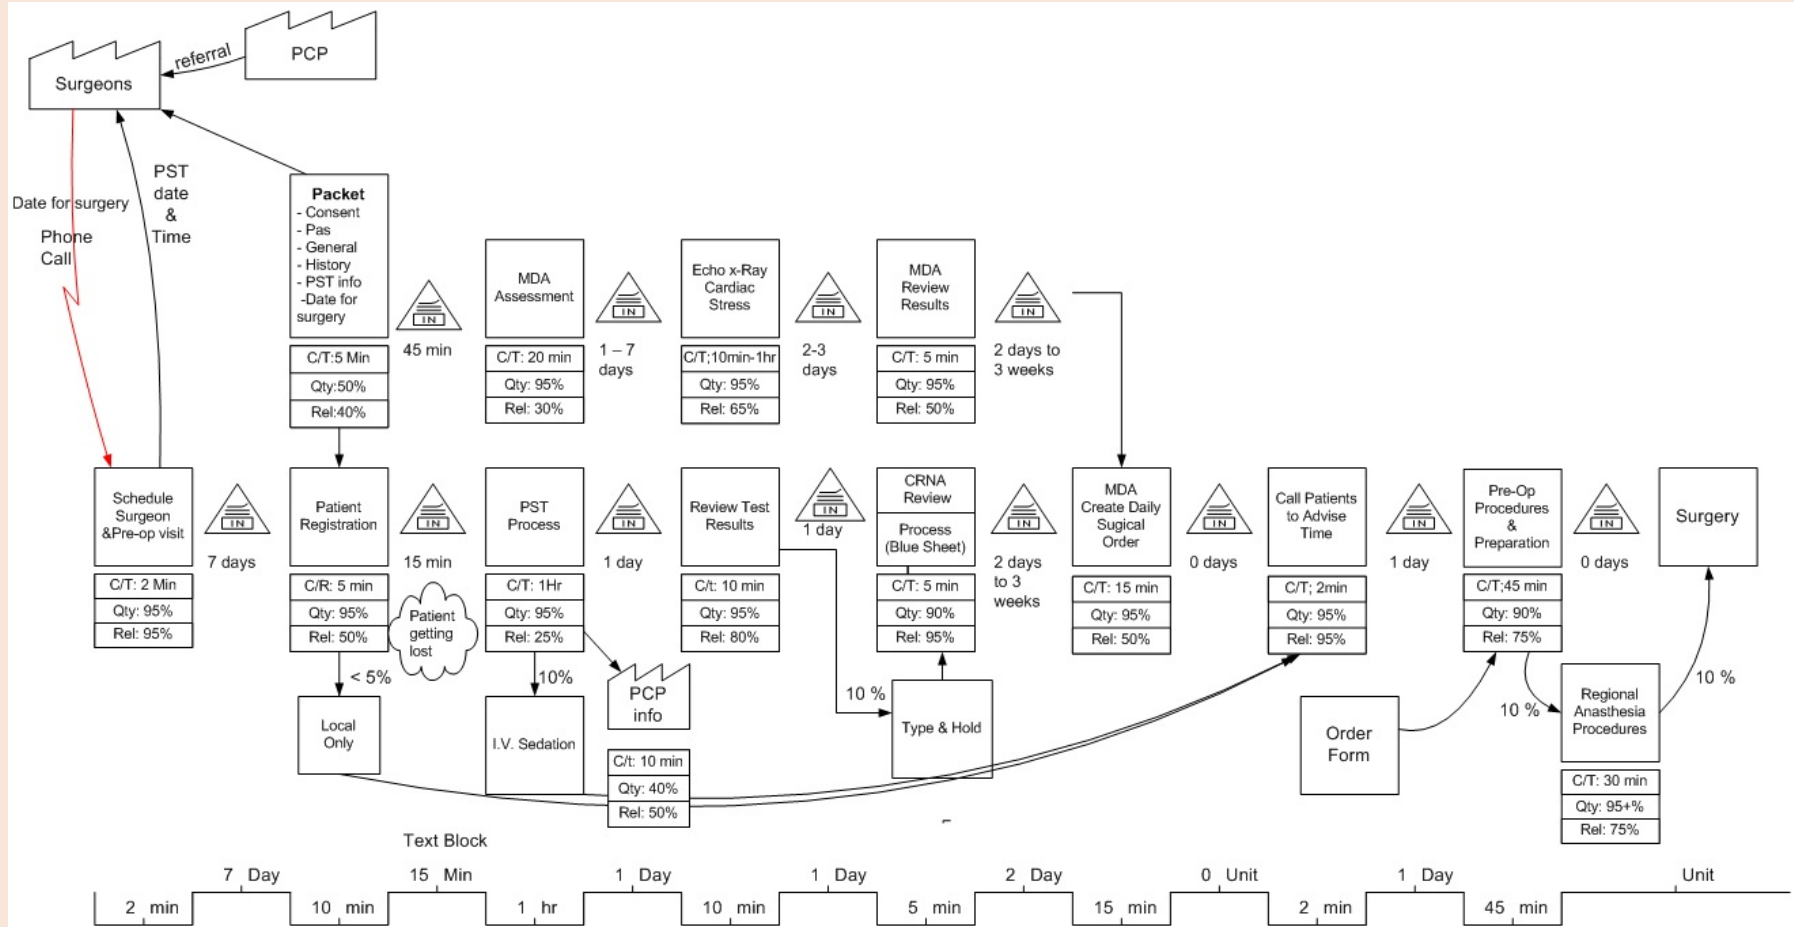 PCP
referral
Surgeons
PST
date
&
Time
Date for surgery
Phone
Call
Packet
- Consent
- Pas
- General
- History
- PST info
-Date for
surgery
C/T:5 Min
Qty:50%
Rel:40%
IN
45 min
MDA
Assessment
C/T: 20 min
Qty: 95%
Rel: 30%
IN
1 – 7
days
Echo x-Ray
Cardiac
Stress
C/T;10min-1hr
Qty: 95%
Rel: 65%
IN
2-3
days
MDA
Review
Results
C/T: 5 min
Qty: 95%
Rel: 50%
IN
2 days to
3 weeks
Schedule
Surgeon
&Pre-op visit
C/T: 2 Min
Qty: 95%
Rel: 95%
IN
7 days
Patient
Registration
C/R: 5 min
Qty: 95%
Rel: 50%
IN
15 min
Patient
getting
lost
< 5%
Local
Only
PST
Process
C/T: 1Hr
Qty: 95%
Rel: 25%
10%
I.V. Sedation
IN
1 day
PCP
info
C/t: 10 min
Qty: 40%
Rel: 50%
Review Test
Results
C/t: 10 min
Qty: 95%
Rel: 80%
IN
1 day
10 %
CRNA
Review
Process
(Blue Sheet)
C/T: 5 min
Qty: 90%
Rel: 95%
Type & Hold
IN
2 days
to 3
weeks
MDA
Create Daily
Sugical
Order
C/T: 15 min
Qty: 95%
Rel: 50%
IN
0 days
Call Patients
to Advise
Time
C/T; 2min
Qty: 95%
Rel: 95%
IN
1 day
Pre-Op
Procedures
&
Preparation
C/T;45 min
Qty: 90%
Rel: 75%
IN
0 days
Surgery
Order
Form
10 %
Regional
Anasthesia
Procedures
C/T: 30 min
Qty: 95+%
Rel: 75%
10 %
Text Block
7 Day
15 Min
1 Day
1 Day
2 Day
0 Unit
1 Day
Unit
2 min
10 min
1 hr
10 min
5 min
15 min
2 min
45 min